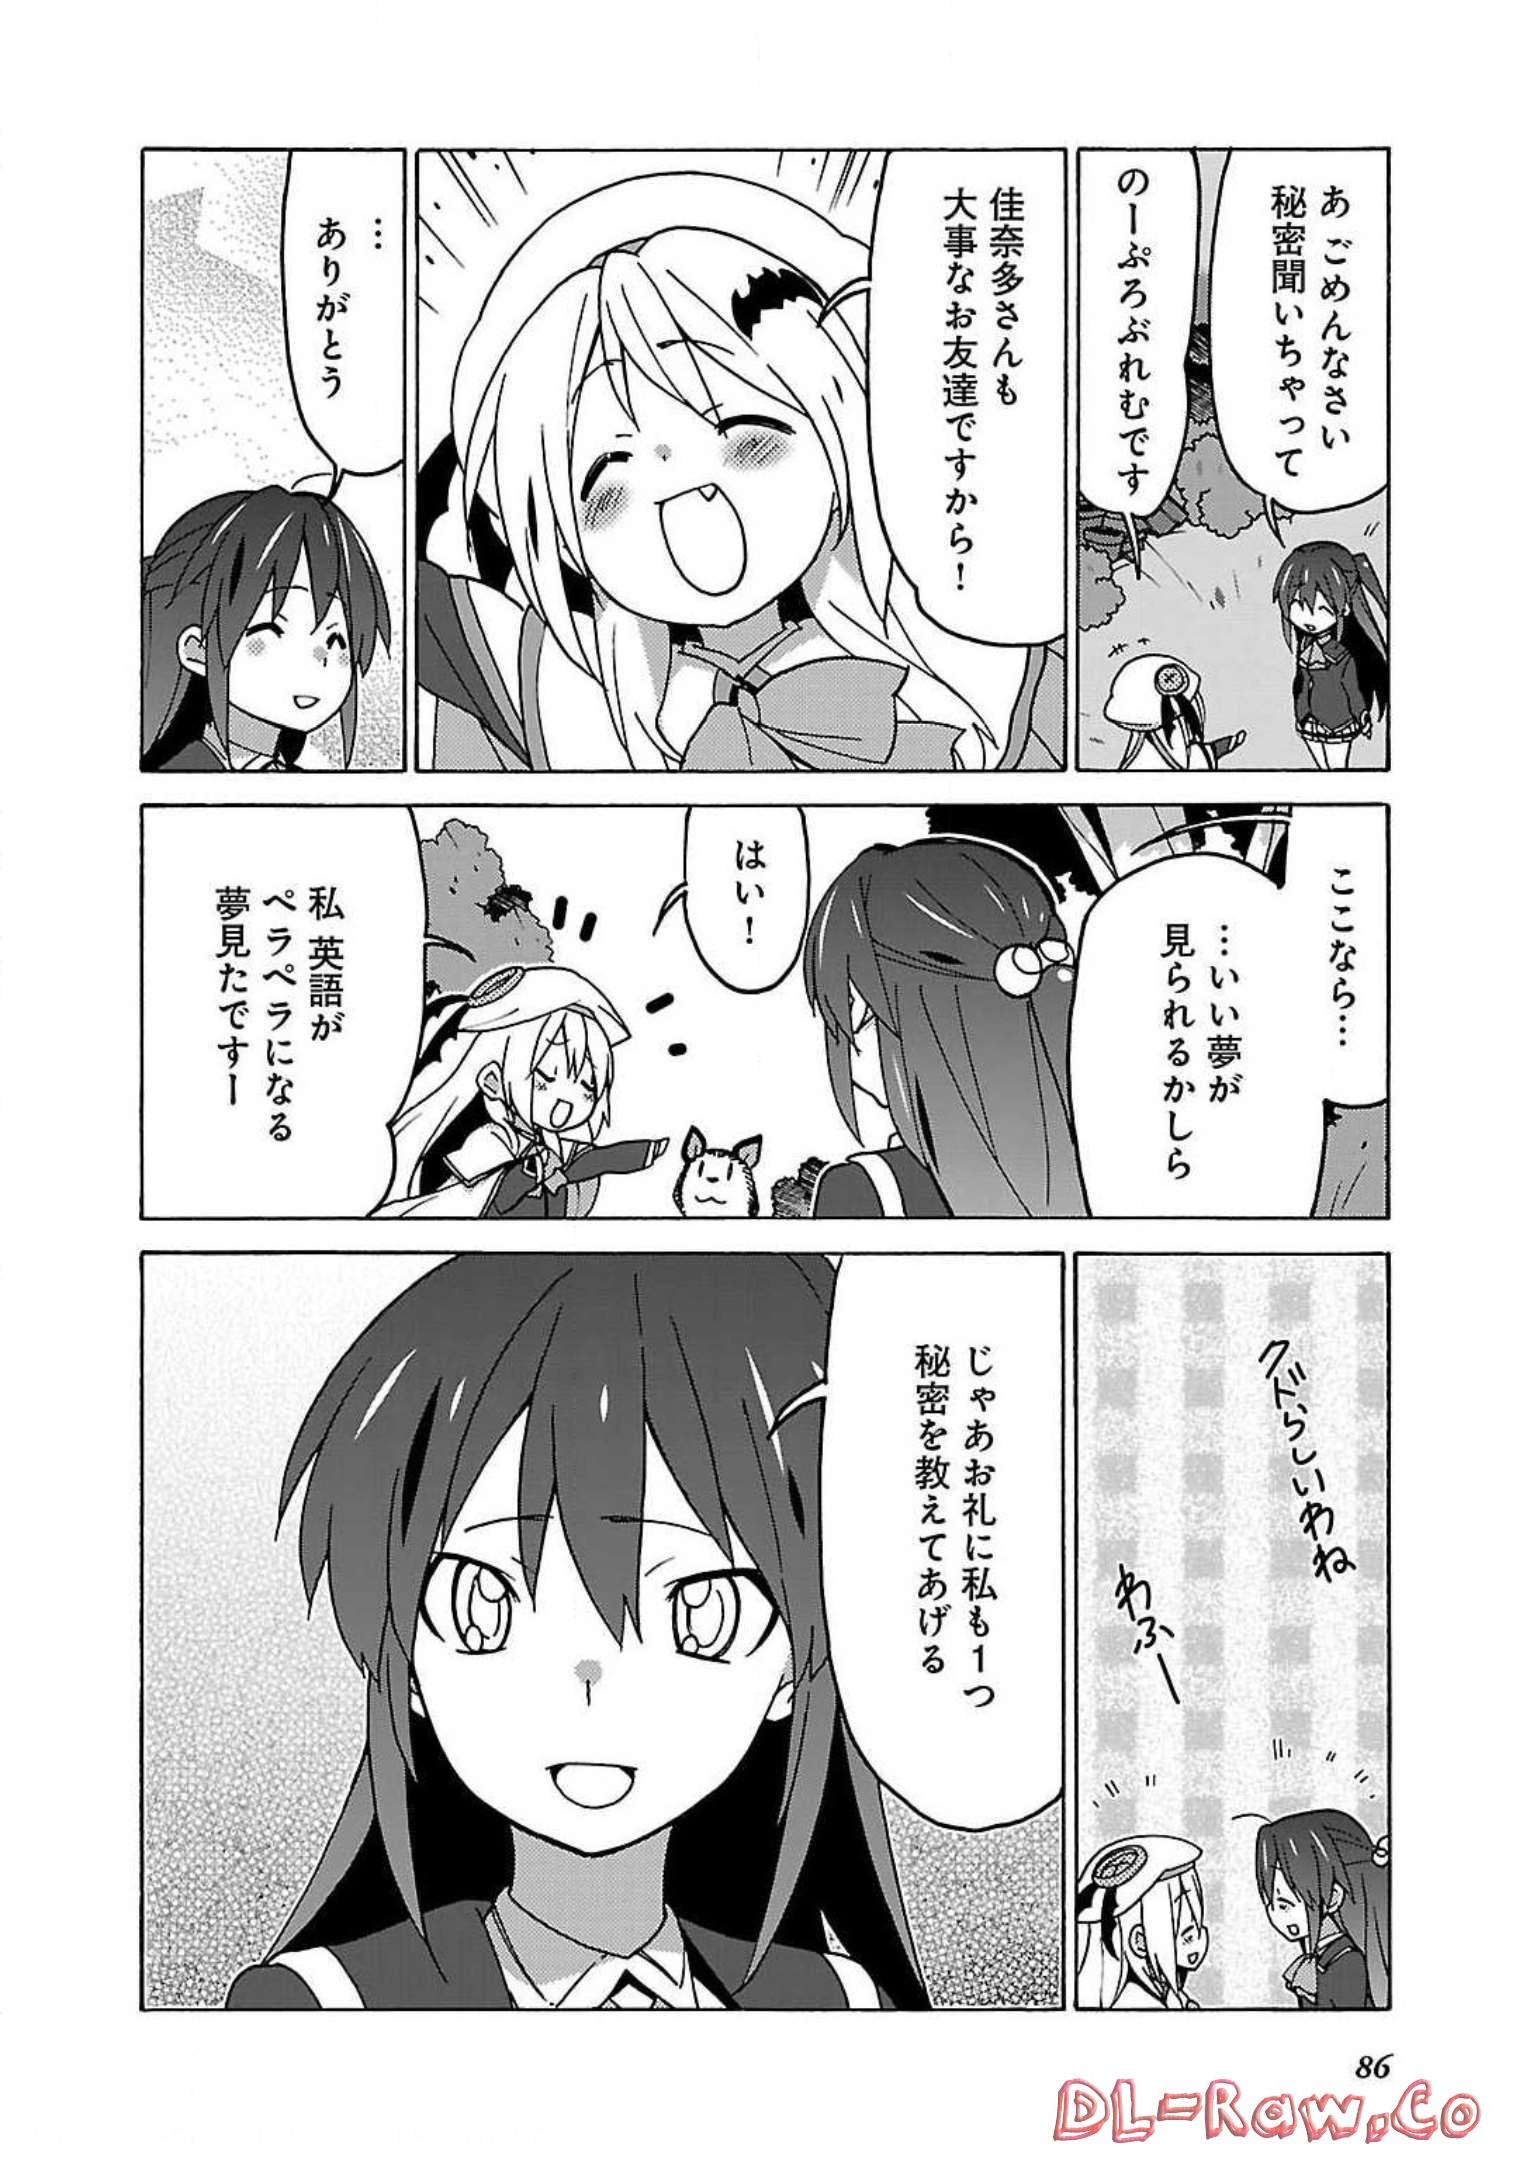 あ ごめんなさい
秘密聞いちゃって
のーぷろぶれむです
佳奈多さんも
大事なお友達ですから！
…
ありがとう
ここなら…
…いい夢が
見られるかしら
はい！
私 英語が
ペラペラになる
夢見たですー
クドらしいわね
わふー
じゃあお礼に私も1つ
秘密を教えてあげる
86
DL-Raw.Co